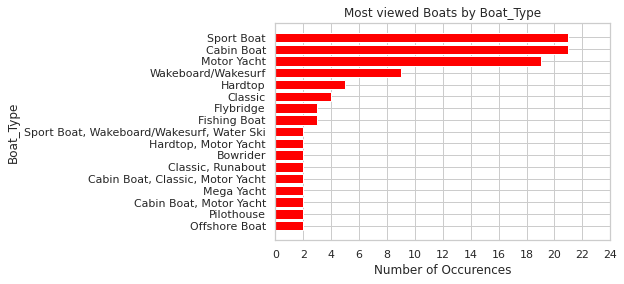 Most viewed Boats by Boat_Type
Boat_Type
Sport Boat
Cabin Boat
Motor Yacht
Wakeboard/Wakesurf
Hardtop
Classic
Flybridge
Fishing Boat
Sport Boat, Wakeboard/Wakesurf, Water Ski
Hardtop, Motor Yacht
Bowrider
Classic, Runabout
Cabin Boat, Classic, Motor Yacht
Mega Yacht
Cabin Boat, Motor Yacht
Pilothouse
Offshore Boat
0 2 4 6 8 10 12 14 16 18 20 22 24
Number of Occurences